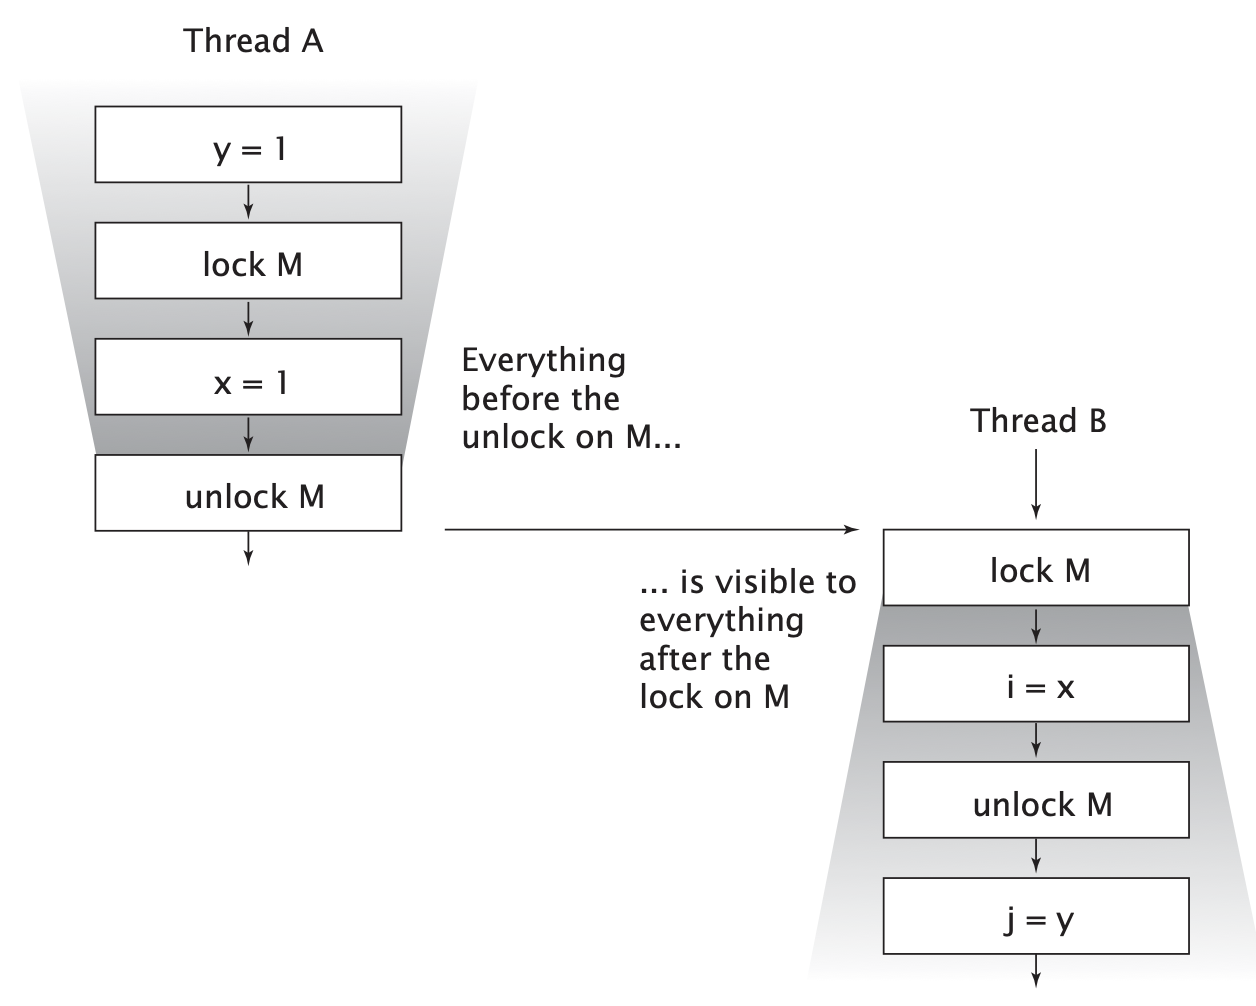 Thread A
y = 1
lock M
x = 1
unlock M
Everything
before the
unlock on M...
Thread B
... is visible to
everything
after the
lock on M
lock M
i = x
unlock M
j = y